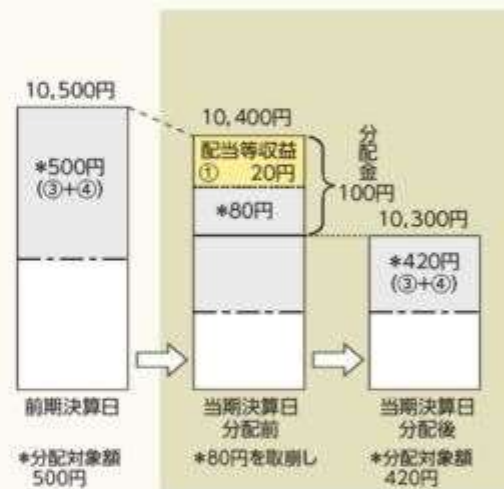 10,500円
*500円
(③+④)
前期決算日
*分配対象額
500円
10,400円
配当等収益
① 20円
*80円
分配金
100円
当期決算日
分配前
*80円を取崩し
10,300円
*420円
(③+④)
当期決算日
分配後
*分配対象額
420円